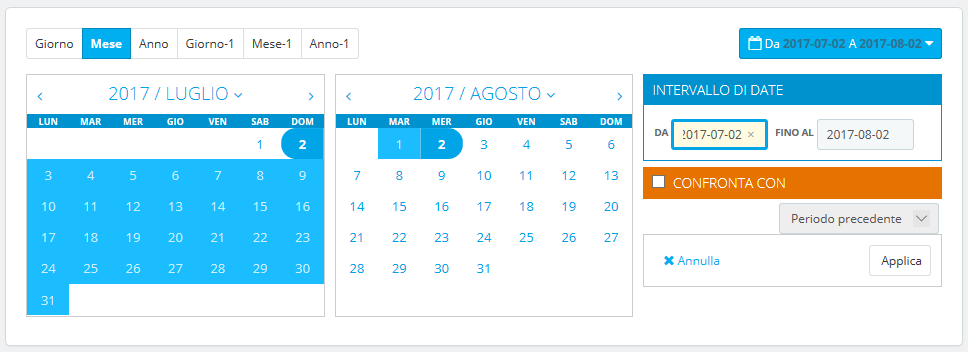 Giorno Mese Anno Giorno-1 Mese-1 Anno-1
Da 2017-07-02 A 2017-08-02
2017 / LUGLIO
LUN MAR MER GIO VEN SAB DOM
1 2
3 4 5 6 7 8 9
10 11 12 13 14 15 16
17 18 19 20 21 22 23
24 25 26 27 28 29 30
31
2017 / AGOSTO
LUN MAR MER GIO VEN SAB DOM
1 2 3 4 5 6
7 8 9 10 11 12 13
14 15 16 17 18 19 20
21 22 23 24 25 26 27
28 29 30 31
INTERVALLO DI DATE
DA 2017-07-02 × FINO AL 2017-08-02
CONFRONTA CON
Periodo precedente
Annulla Applica